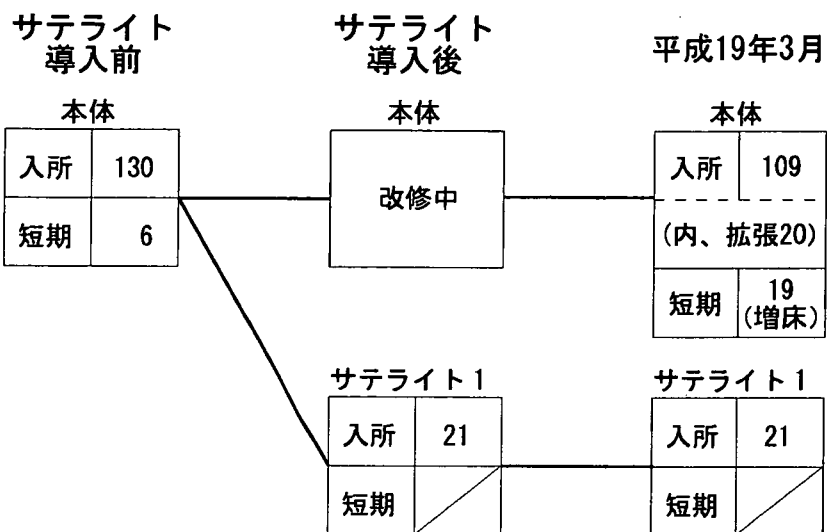 サテライト
導入前
サテライト
導入後
平成19年3月
本体
本体
本体
入所 130
短期 6
改修中
入所 109
(内、拡張20)
短期 19
(増床)
サテライト1
サテライト1
入所 21
短期
入所 21
短期